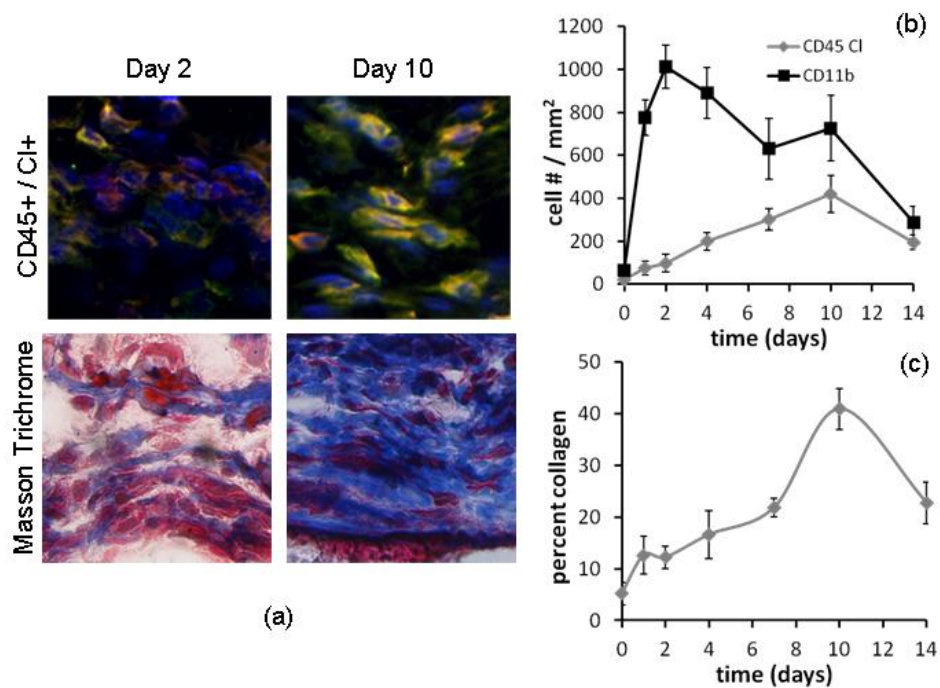 Day 2
Day 10
CD45+ / CI+
Masson Trichrome
(a)
(b)
CD45 CI
CD11b
1200
1000
800
600
400
200
0
cell # / mm²
0 2 4 6 8 10 12 14
time (days)
(c)
50
40
30
20
10
0
percent collagen
0 2 4 6 8 10 12 14
time (days)